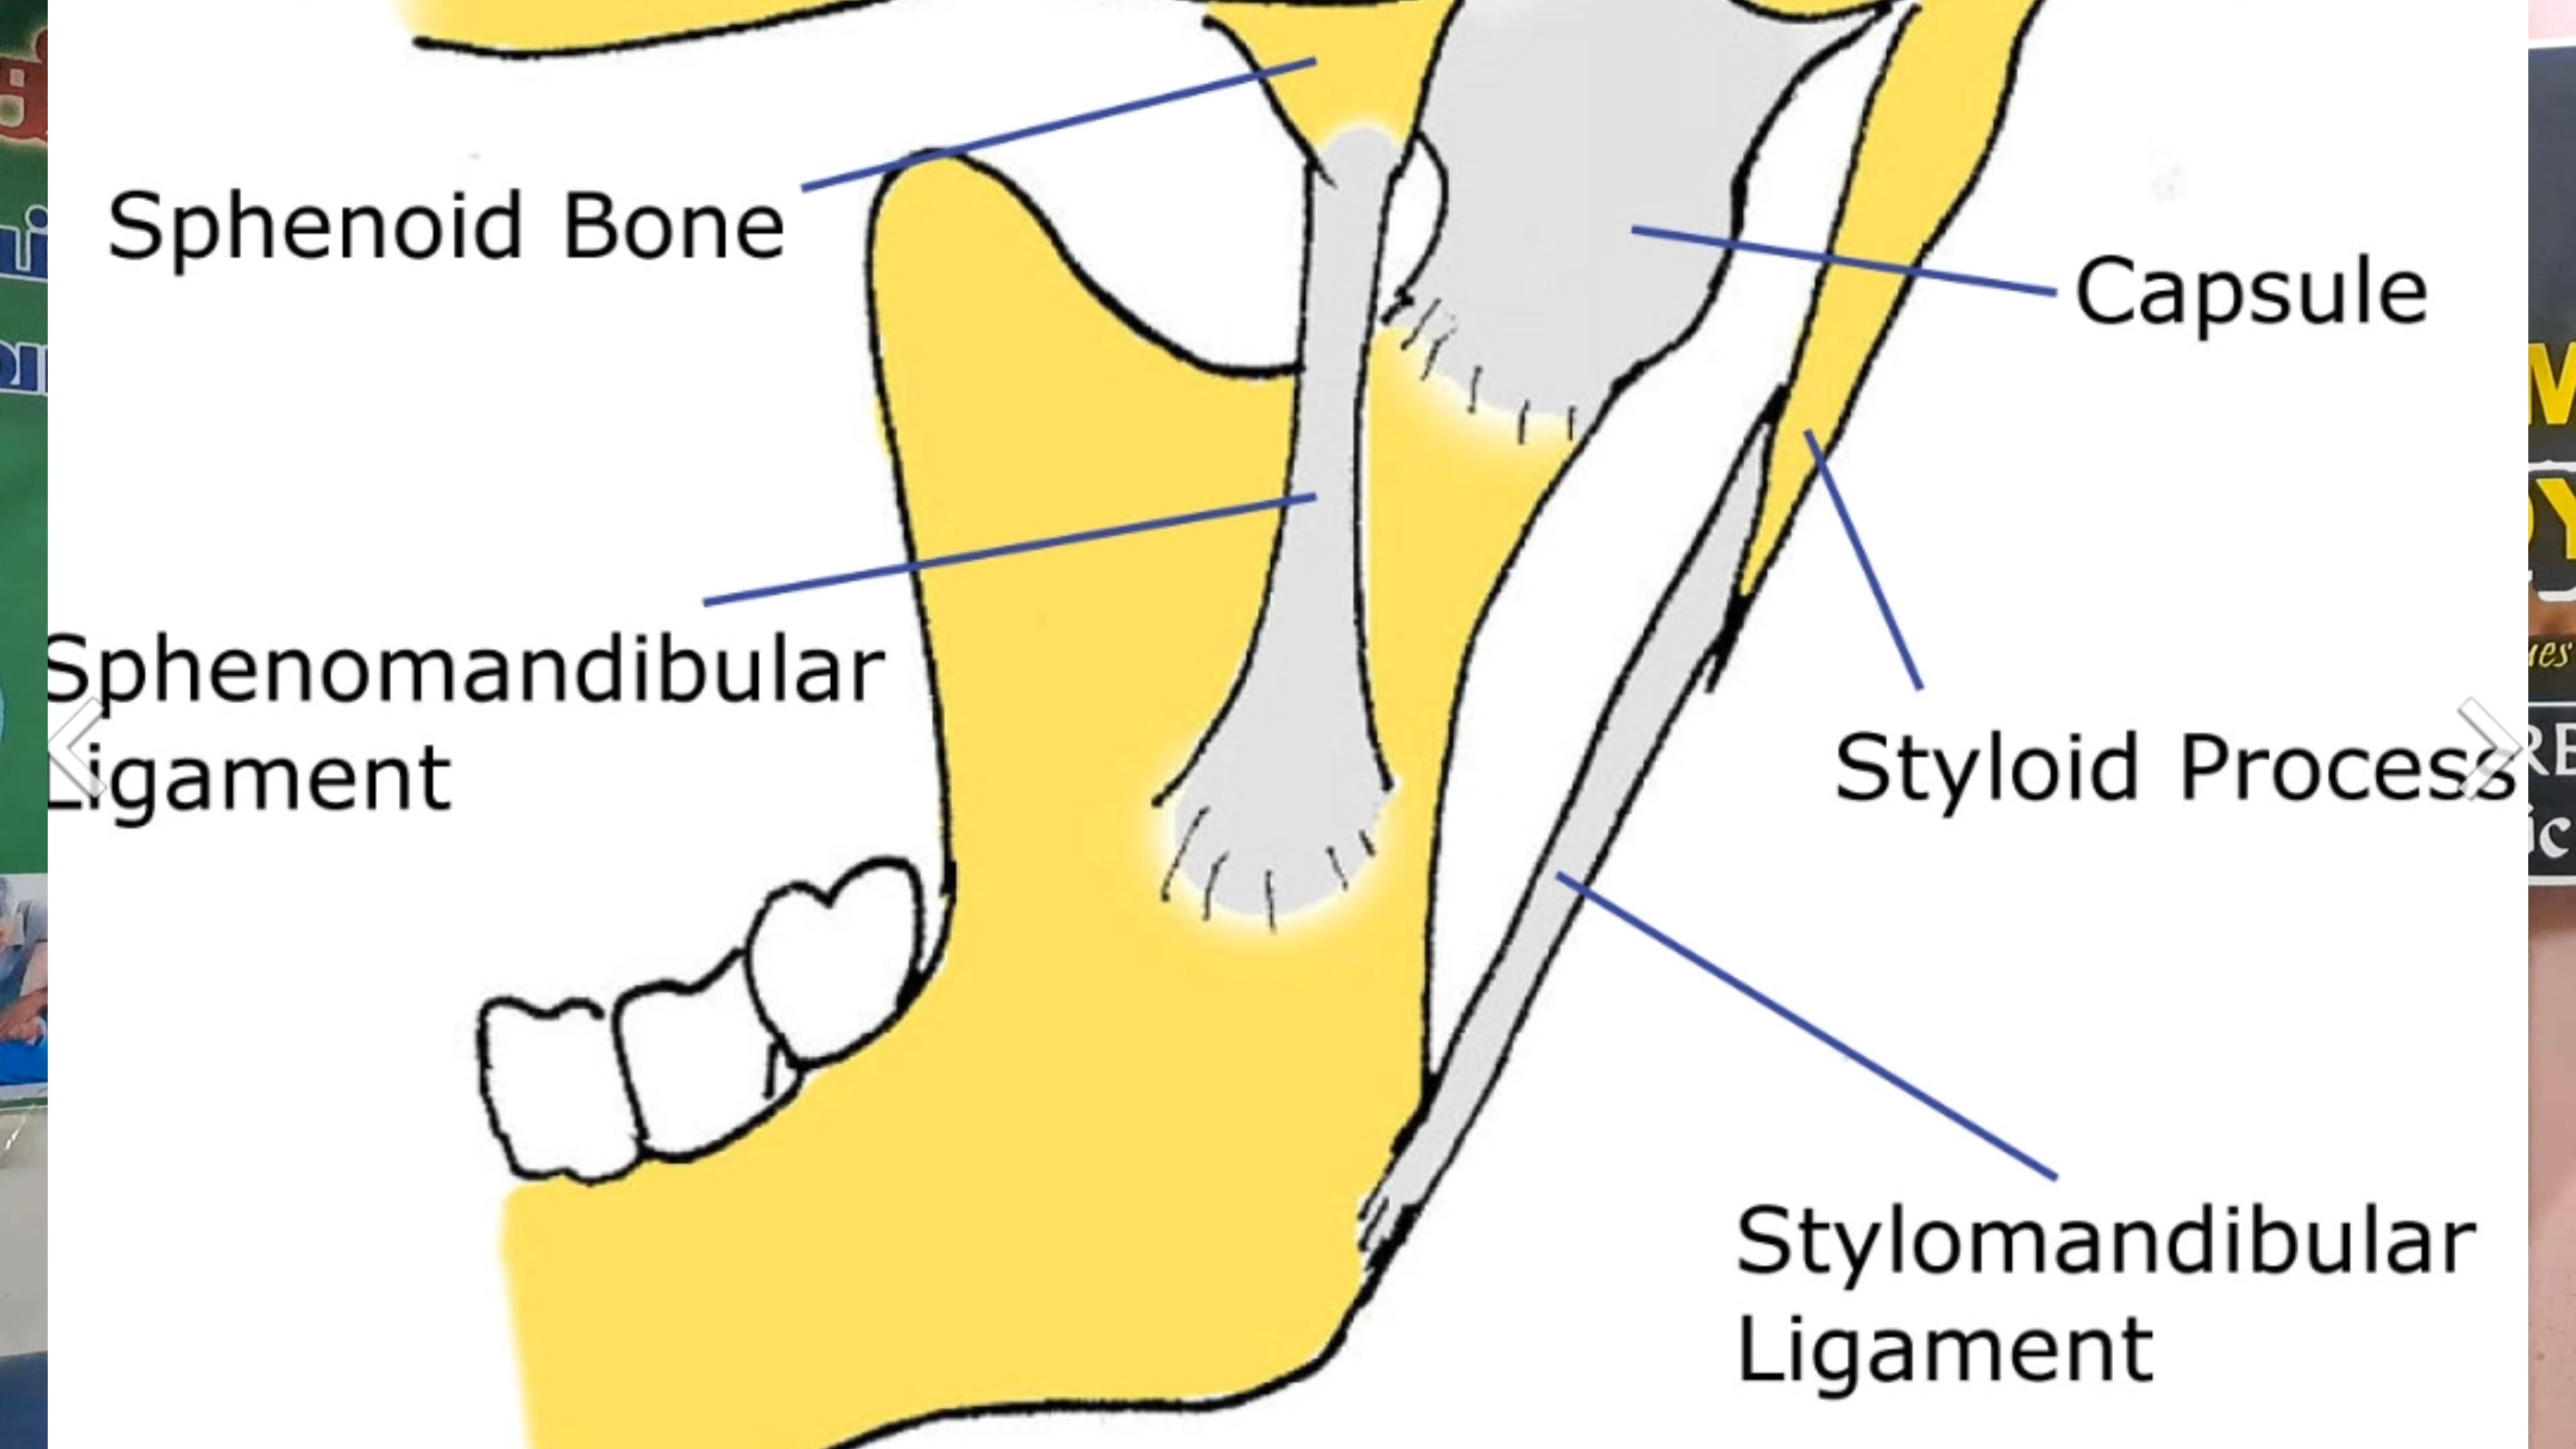 Sphenoid Bone
Capsule
Sphenomandibular
Ligament
Styloid Process
Stylomandibular
Ligament